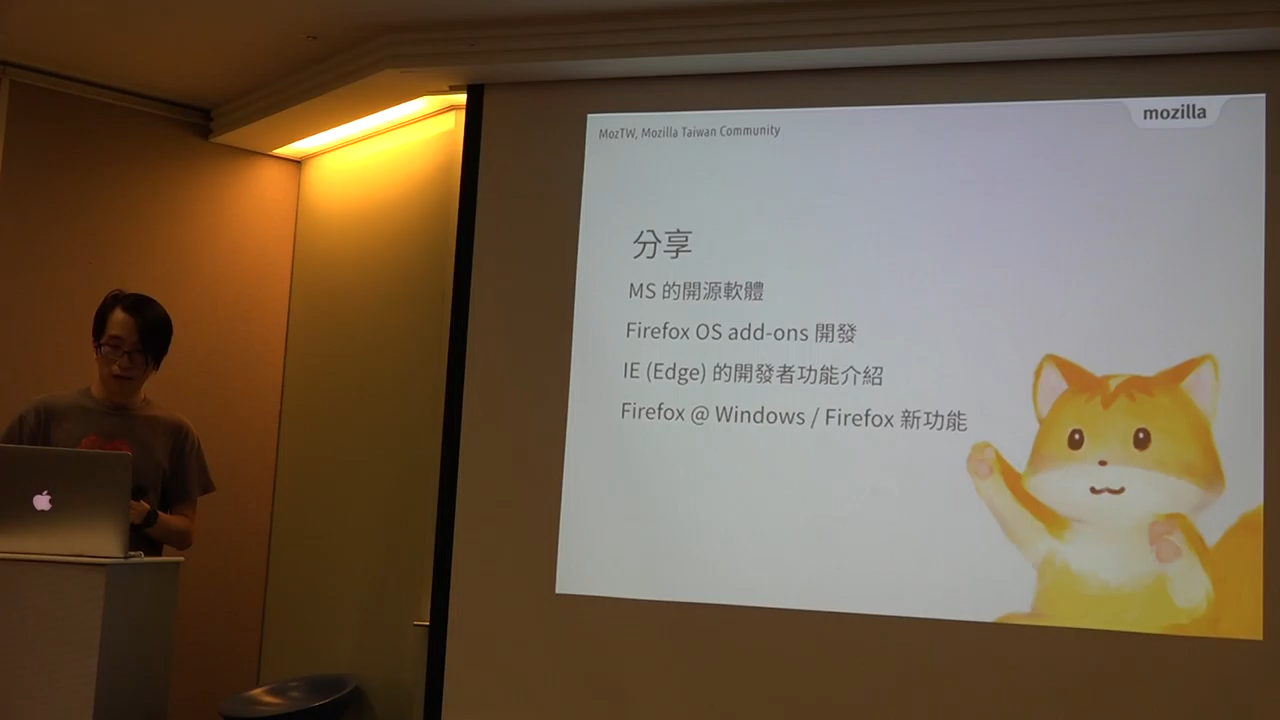 MozTW, Mozilla Taiwan Community
mozilla
分享
MS 的開源軟體
Firefox OS add-ons 開發
IE (Edge) 的開發者功能介紹
Firefox @ Windows / Firefox 新功能